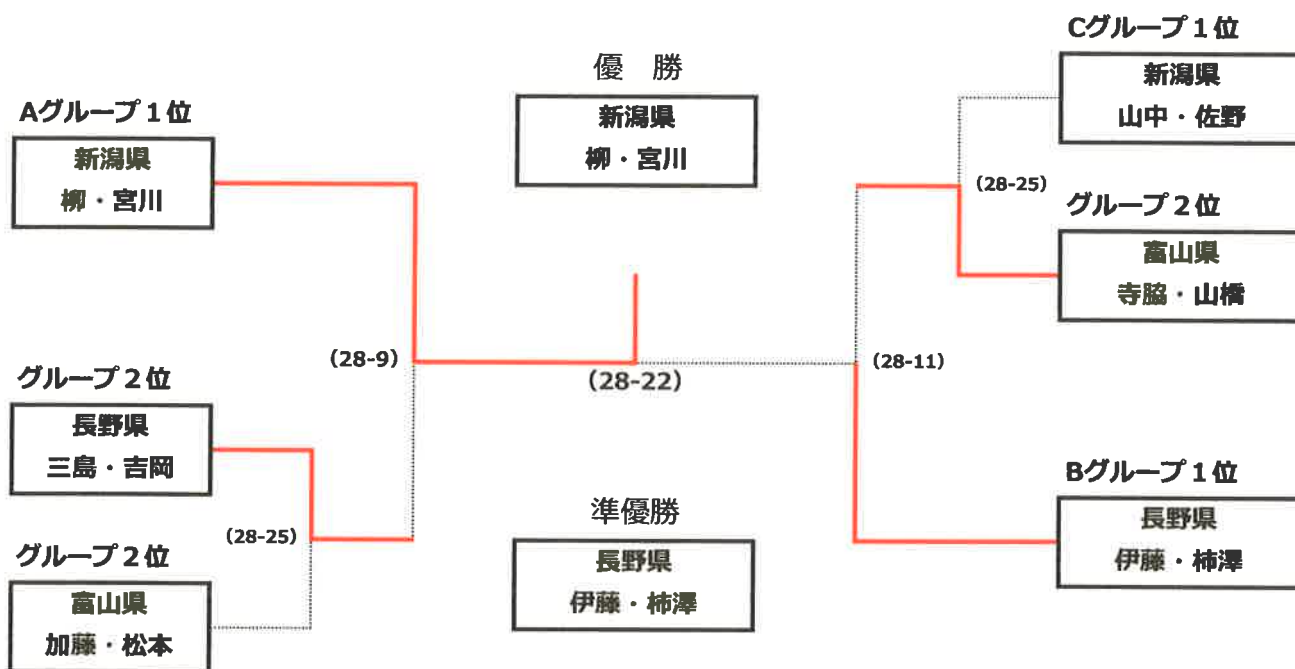 Cグループ１位
新潟県
山中・佐野
優　勝
新潟県
柳・宮川
Aグループ１位
新潟県
柳・宮川
(28-25)
グループ２位
富山県
寺脇・山橋
(28-9)
(28-22)
(28-11)
グループ２位
長野県
三島・吉岡
Bグループ１位
長野県
伊藤・柿澤
準優勝
長野県
伊藤・柿澤
(28-25)
グループ２位
富山県
加藤・松本